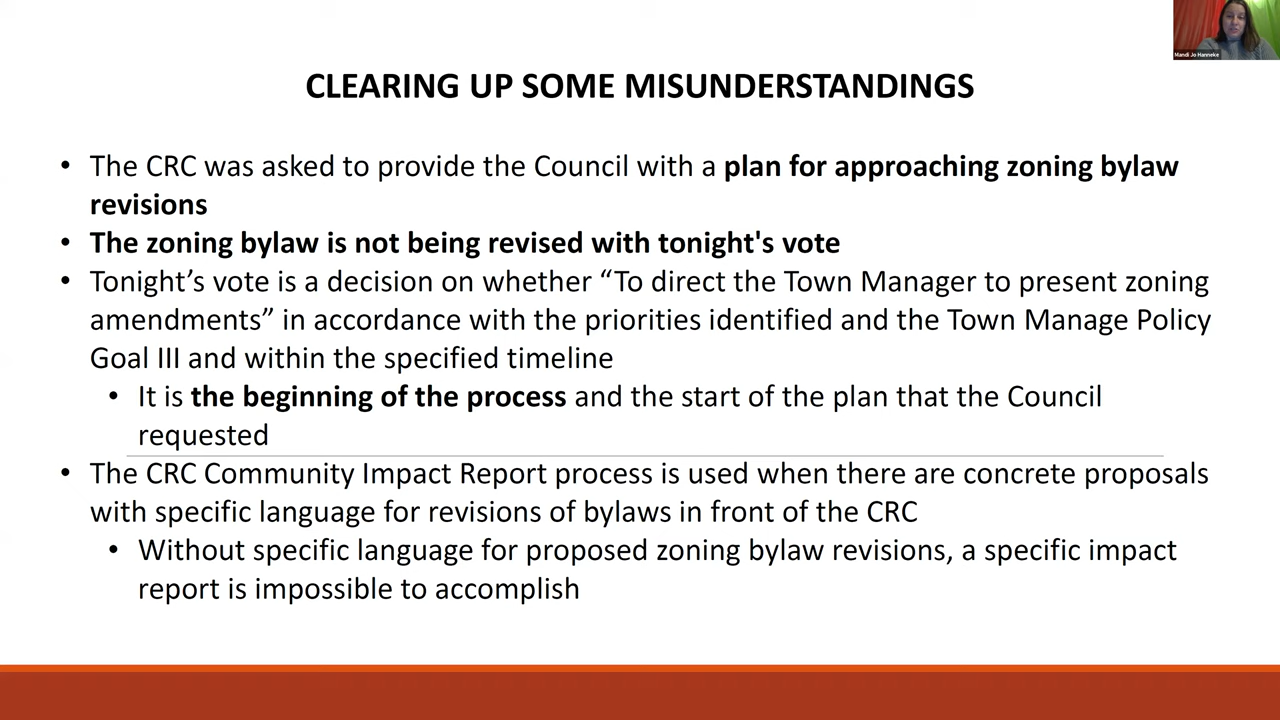 Mandi Jo Hanneke
CLEARING UP SOME MISUNDERSTANDINGS
• The CRC was asked to provide the Council with a plan for approaching zoning bylaw
revisions
• The zoning bylaw is not being revised with tonight's vote
• Tonight’s vote is a decision on whether “To direct the Town Manager to present zoning
amendments” in accordance with the priorities identified and the Town Manage Policy
Goal III and within the specified timeline
• It is the beginning of the process and the start of the plan that the Council
requested
• The CRC Community Impact Report process is used when there are concrete proposals
with specific language for revisions of bylaws in front of the CRC
• Without specific language for proposed zoning bylaw revisions, a specific impact
report is impossible to accomplish